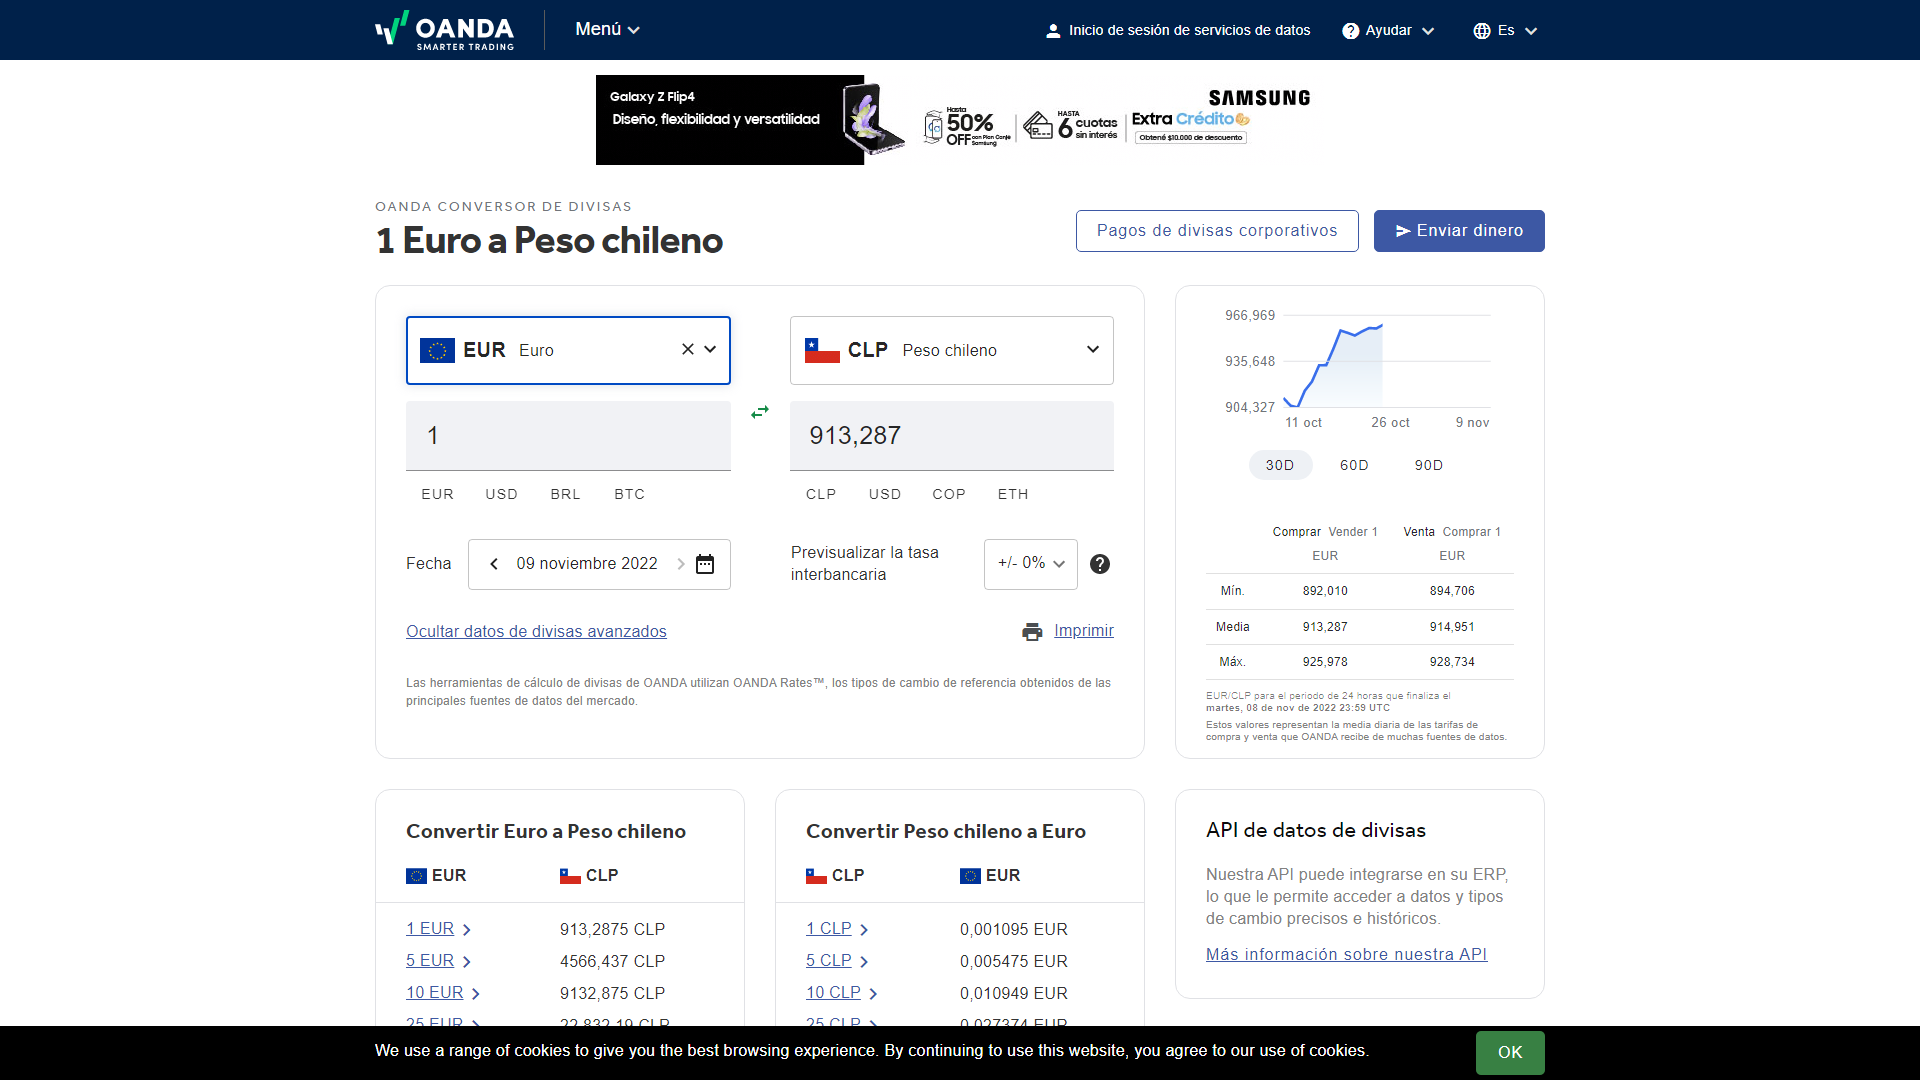 OANDA
SMARTER TRADING
Menú
Inicio de sesión de servicios de datos
Ayudar
Es
Galaxy Z Flip4
Diseño, flexibilidad y versatilidad
Hasta
50%
OFF
con Plan Canje
Samsung
HASTA
6 cuotas
sin interés
SAMSUNG
Extra Crédito
Obtené $10.000 de descuento
OANDA CONVERSOR DE DIVISAS
1 Euro a Peso chileno
Pagos de divisas corporativos
Enviar dinero
EUR Euro
CLP Peso chileno
1
913,287
EUR USD BRL BTC
CLP USD COP ETH
Fecha
09 noviembre 2022
Previsualizar la tasa
interbancaria
+/- 0%
Ocultar datos de divisas avanzados
Imprimir
Las herramientas de cálculo de divisas de OANDA utilizan OANDA Rates™, los tipos de cambio de referencia obtenidos de las
principales fuentes de datos del mercado.
966,969
935,648
904,327
11 oct 26 oct 9 nov
30D 60D 90D
Comprar Vender 1 Venta Comprar 1
EUR EUR
Mín. 892,010 894,706
Media 913,287 914,951
Máx. 925,978 928,734
EUR/CLP para el periodo de 24 horas que finaliza el
martes, 08 de nov de 2022 23:59 UTC
Estos valores representan la media diaria de las tarifas de
compra y venta que OANDA recibe de muchas fuentes de datos.
Convertir Euro a Peso chileno
EUR CLP
1 EUR 913,2875 CLP
5 EUR 4566,437 CLP
10 EUR 9132,875 CLP
25 EUR 22.832,19 CLP
Convertir Peso chileno a Euro
CLP EUR
1 CLP 0,001095 EUR
5 CLP 0,005475 EUR
10 CLP 0,010949 EUR
25 CLP 0,027374 EUR
API de datos de divisas
Nuestra API puede integrarse en su ERP,
lo que le permite acceder a datos y tipos
de cambio precisos e históricos.
Más información sobre nuestra API
We use a range of cookies to give you the best browsing experience. By continuing to use this website, you agree to our use of cookies.
OK